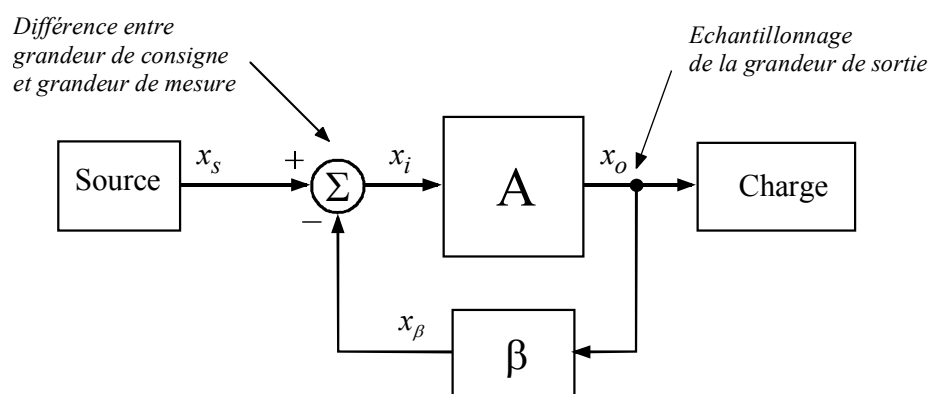 Différence entre
grandeur de consigne
et grandeur de mesure
Echantillonnage
de la grandeur de sortie
Source
x_s
+
−
Σ
x_i
A
x_o
Charge
x_β
β